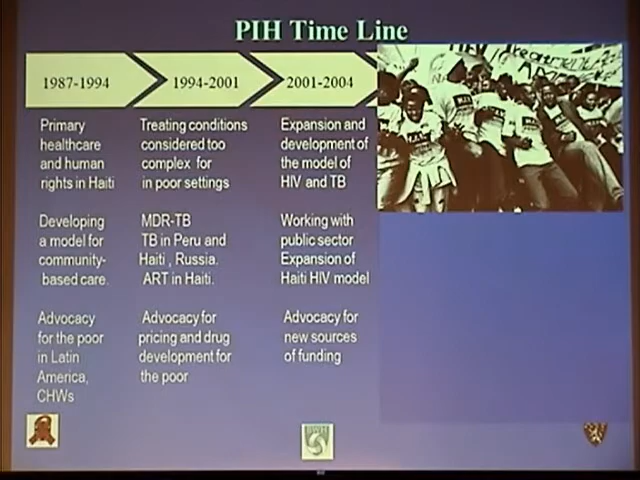 PIH Time Line
1987-1994
1994-2001
2001-2004
Primary
healthcare
and human
rights in Haiti
Treating conditions
considered too
complex for
in poor settings
Expansion and
development of
the model of
HIV and TB
Developing
a model for
community-
based care.
MDR-TB
TB in Peru and
Haiti , Russia.
ART in Haiti.
Working with
public sector
Expansion of
Haiti HIV model
Advocacy
for the poor
in Latin
America,
CHWs
Advocacy for
pricing and drug
development for
the poor
Advocacy for
new sources
of funding